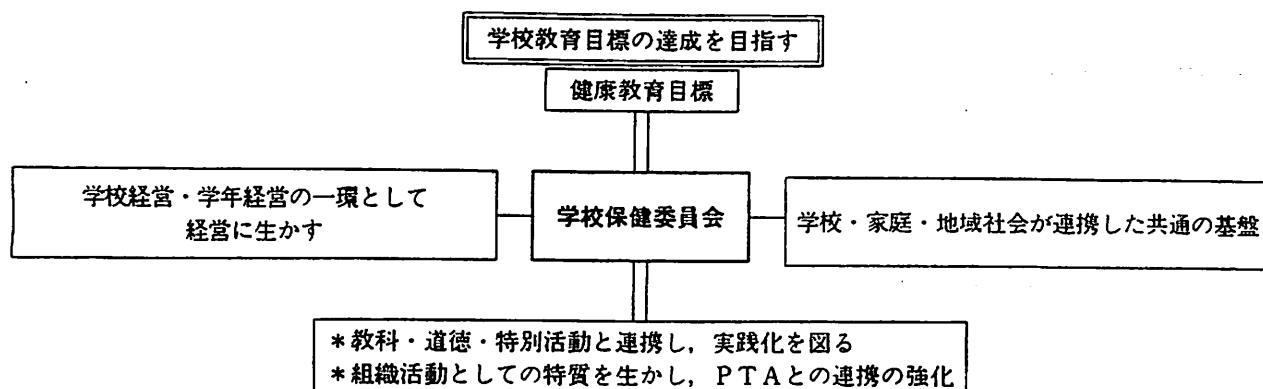 学校教育目標の達成を目指す
健康教育目標
学校経営・学年経営の一環として
経営に生かす
学校保健委員会
学校・家庭・地域社会が連携した共通の基盤
*教科・道徳・特別活動と連携し,実践化を図る
*組織活動としての特質を生かし,PTAとの連携の強化